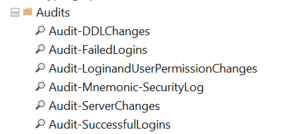 Audits
Audit-DDLChanges
Audit-FailedLogins
Audit-LoginandUserPermissionChanges
Audit-Mnemonic-SecurityLog
Audit-ServerChanges
Audit-SuccessfulLogins